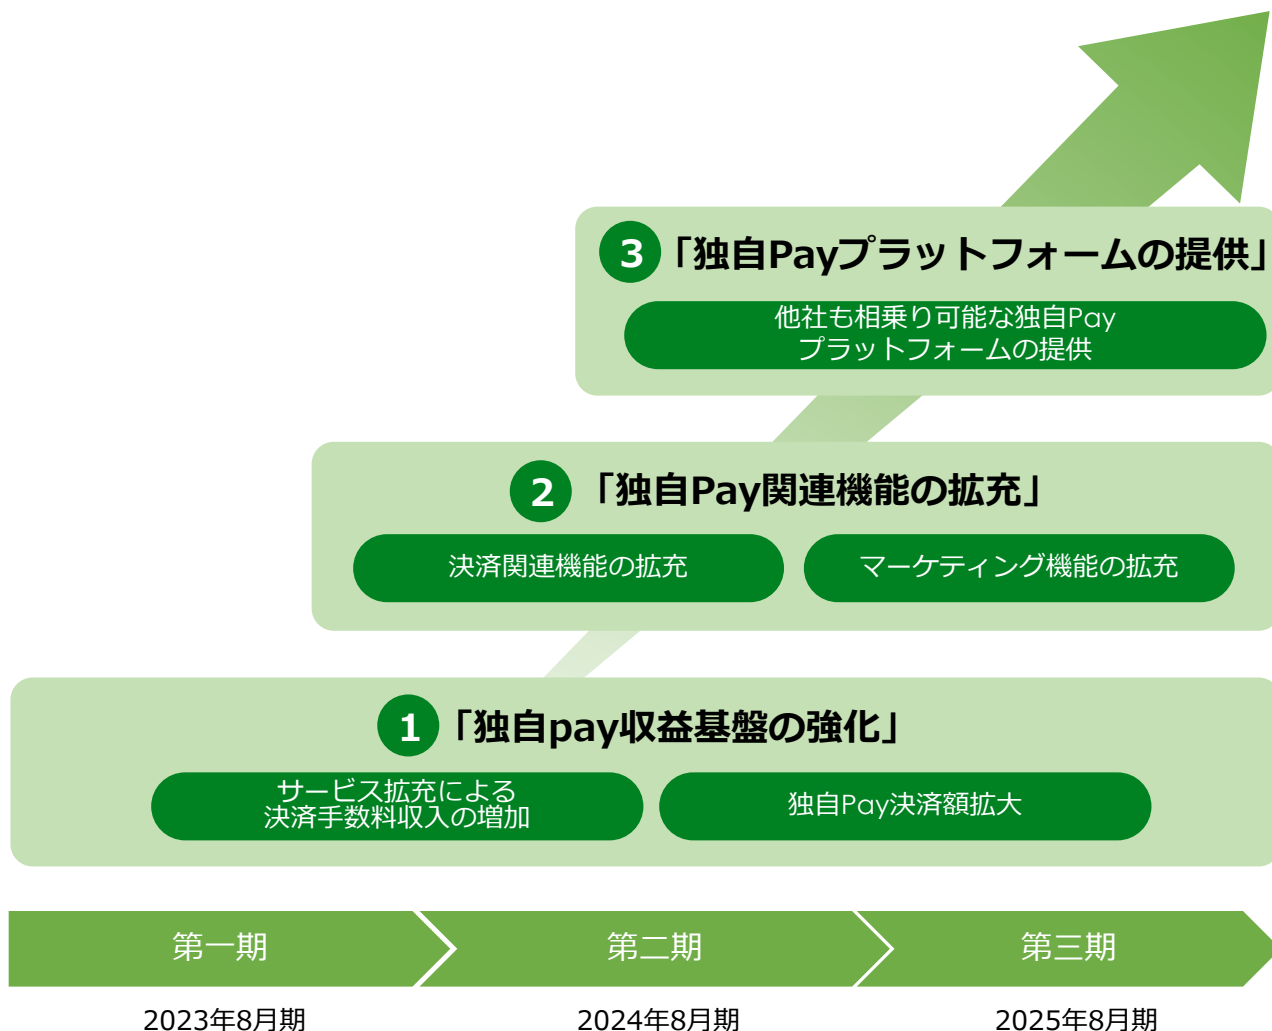 3 「独自Payプラットフォームの提供」
他社も相乗り可能な独自Pay
プラットフォームの提供
2 「独自Pay関連機能の拡充」
決済関連機能の拡充
マーケティング機能の拡充
1 「独自pay収益基盤の強化」
サービス拡充による
決済手数料収入の増加
独自Pay決済額拡大
第一期
第二期
第三期
2023年8月期
2024年8月期
2025年8月期